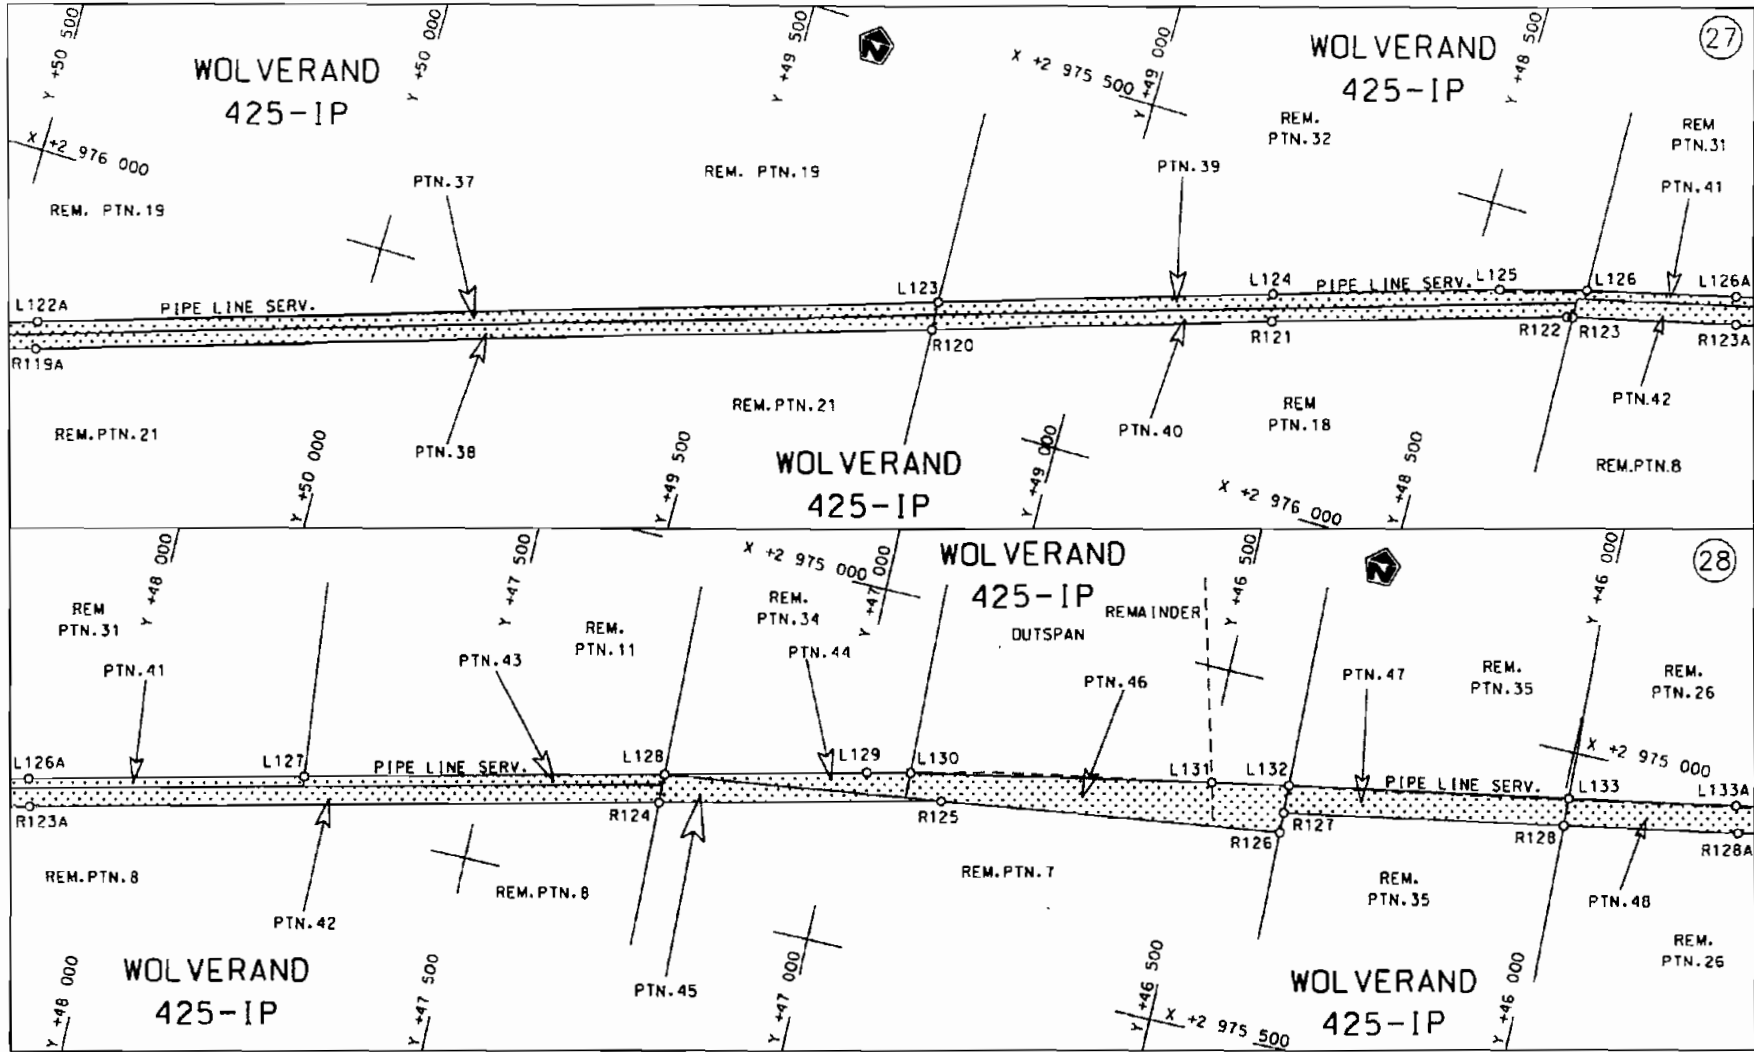 Y +50 500
Y +50 000
Y +49 500
Y +49 000
Y +48 500
27
WOLVERAND
425-IP
N
X +2 975 500
WOLVERAND
425-IP
X +2 976 000
REM.
PTN.32
REM
PTN.31
PTN.37
REM. PTN.19
PTN.39
PTN.41
REM. PTN.19
L122A
PIPE LINE SERV.
L123
L124
PIPE LINE SERV.
L125
L126
L126A
R119A
R120
R121
R122
R123
R123A
REM.PTN.21
PTN.38
REM.PTN.21
PTN.40
REM
PTN.18
PTN.42
REM.PTN.8
WOLVERAND
425-IP
Y +50 000
Y +49 500
Y +49 000
X +2 976 000
Y +48 500
Y +48 000
Y +47 500
X +2 975 000
Y +47 000
WOLVERAND
425-IP
Y +46 500
N
Y +46 000
28
REM
PTN.31
REM.
PTN.11
REM.
PTN.34
REMAINDER
OUTSPAN
PTN.41
PTN.43
PTN.44
PTN.46
PTN.47
REM.
PTN.35
REM.
PTN.26
X +2 975 000
L126A
L127
PIPE LINE SERV.
L128
L129
L130
L131
L132
PIPE LINE SERV.
L133
L133A
R123A
R124
R125
R126
R127
R128
R128A
REM.PTN.8
PTN.42
REM.PTN.8
PTN.45
REM.PTN.7
REM.
PTN.35
PTN.48
REM.
PTN.26
WOLVERAND
425-IP
WOLVERAND
425-IP
Y +48 000
Y +47 500
Y +47 000
Y +46 500
X +2 975 500
Y +46 000